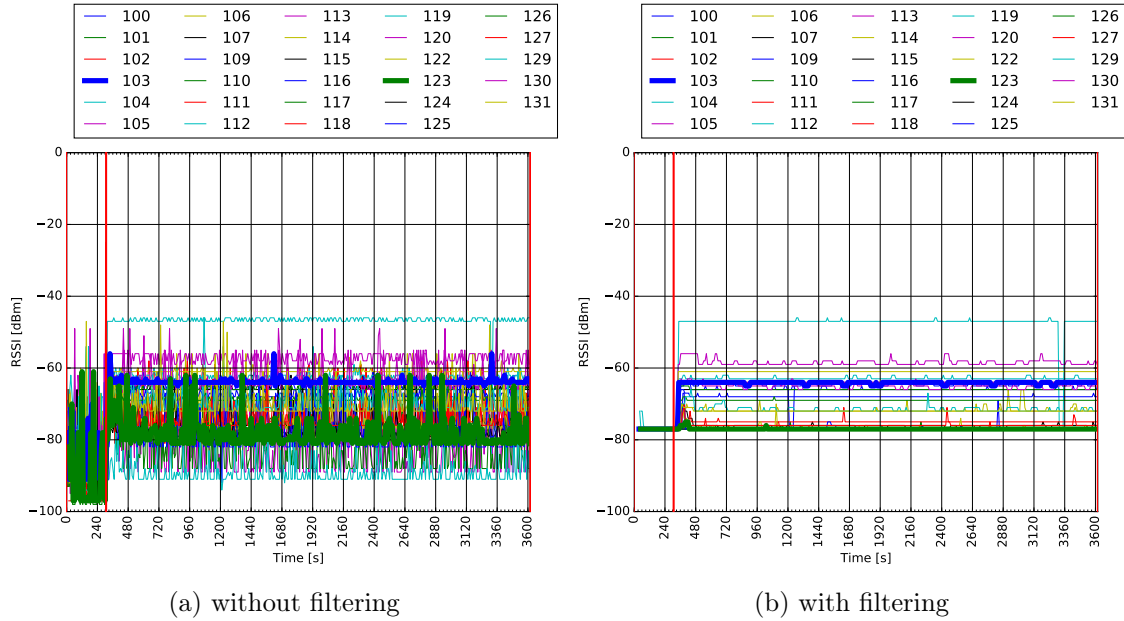 100 106 113 119 126
101 107 114 120 127
102 109 115 122 129
103 110 116 123 130
104 111 117 124 131
105 112 118 125
0
−20
−40
−60
−80
−100
RSSI [dBm]
0 240 480 720 960 1200 1440 1680 1920 2160 2400 2640 2880 3120 3360 3600
Time [s]
(a) without filtering
100 106 113 119 126
101 107 114 120 127
102 109 115 122 129
103 110 116 123 130
104 111 117 124 131
105 112 118 125
0
−20
−40
−60
−80
−100
RSSI [dBm]
0 240 480 720 960 1200 1440 1680 1920 2160 2400 2640 2880 3120 3360 3600
Time [s]
(b) with filtering